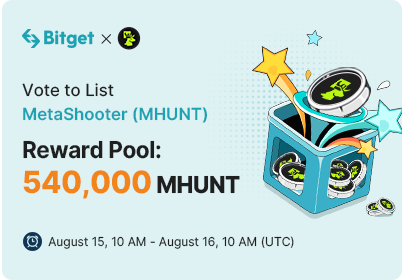 Bitget ×
Vote to List
MetaShooter (MHUNT)
Reward Pool:
540,000 MHUNT
August 15, 10 AM - August 16, 10 AM (UTC)